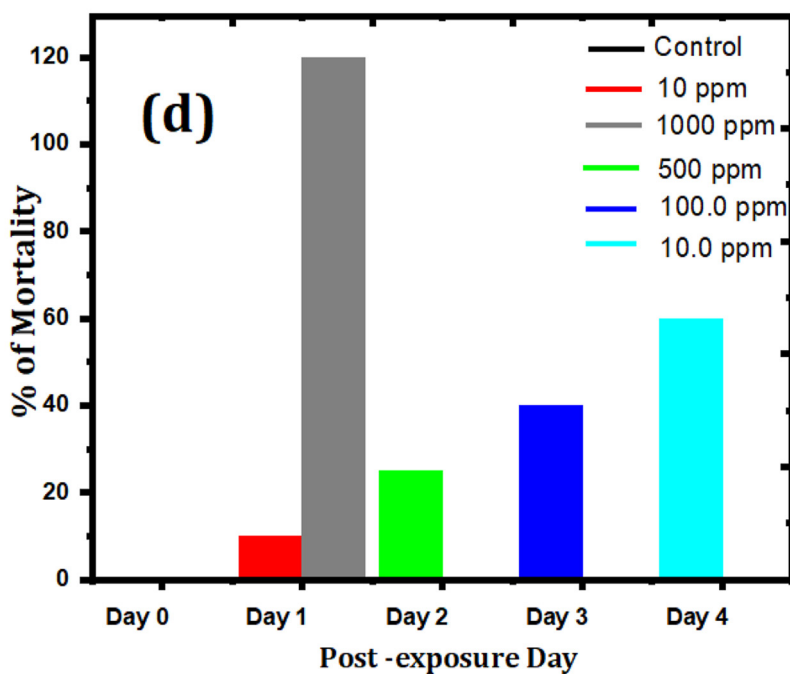 (d)
Control
10 ppm
1000 ppm
500 ppm
100.0 ppm
10.0 ppm
% of Mortality
120
100
80
60
40
20
0
Day 0 Day 1 Day 2 Day 3 Day 4
Post -exposure Day